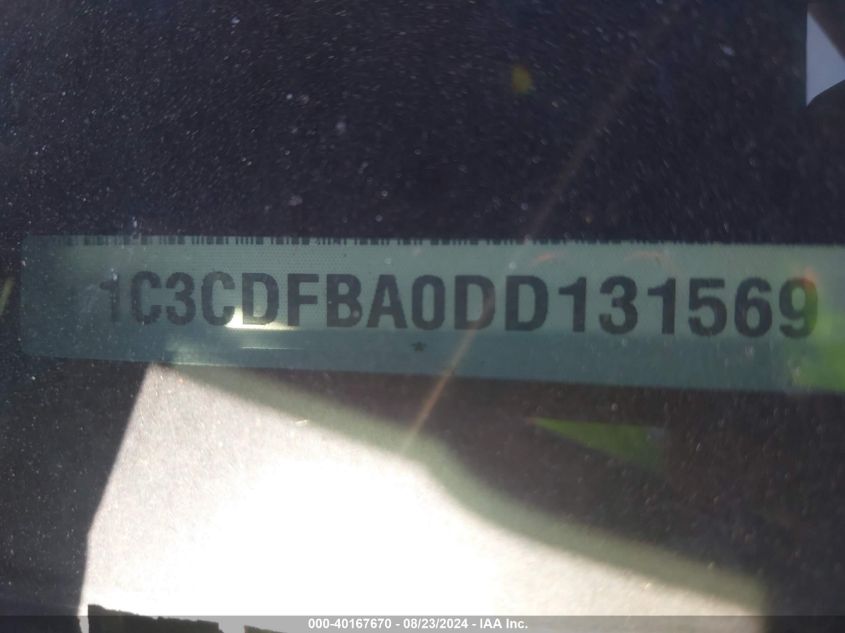 1C3CDFBA0DD131569
*
000-40167670 - 08/23/2024 - IAA Inc.